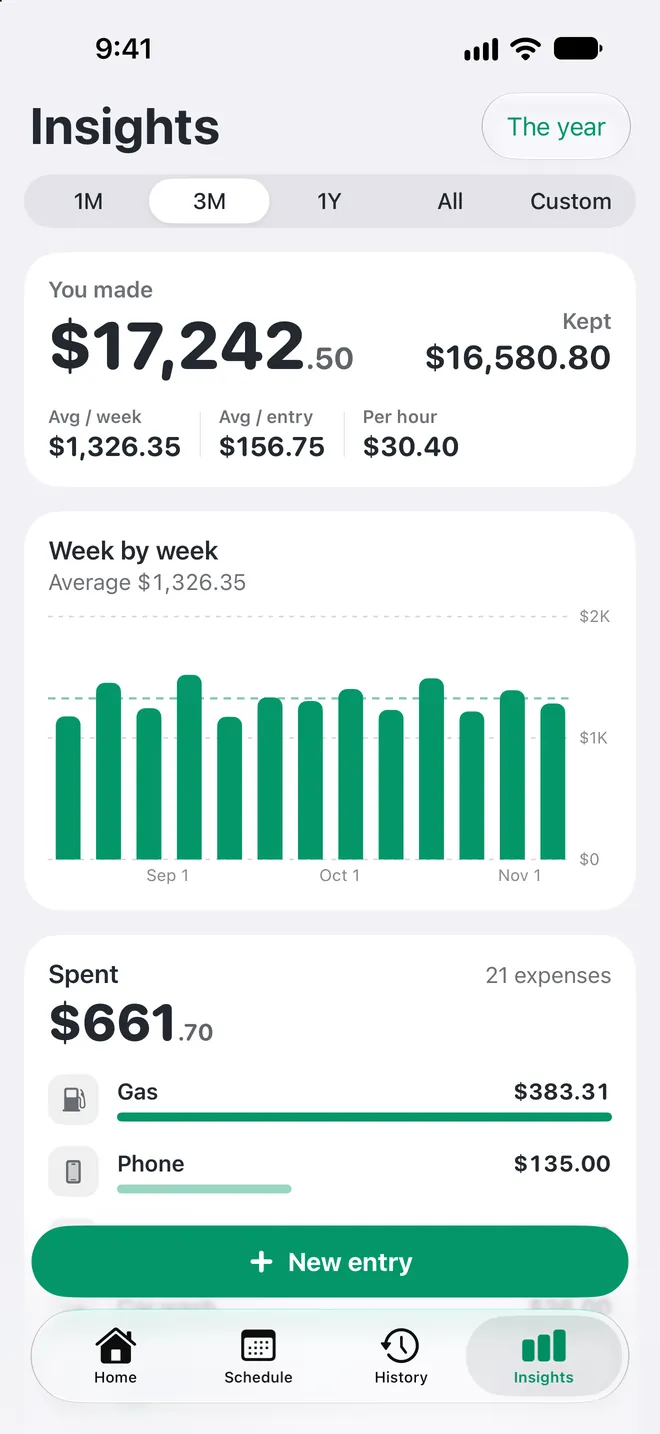 9:41
Insights
The year
1M 3M 1Y All Custom
You made
$17,242.50
Kept
$16,580.80
Avg / week
$1,326.35
Avg / entry
$156.75
Per hour
$30.40
Week by week
Average $1,326.35
$2K
$1K
$0
Sep 1 Oct 1 Nov 1
Spent
21 expenses
$661.70
Gas $383.31
Phone $135.00
+ New entry
Home Schedule History Insights